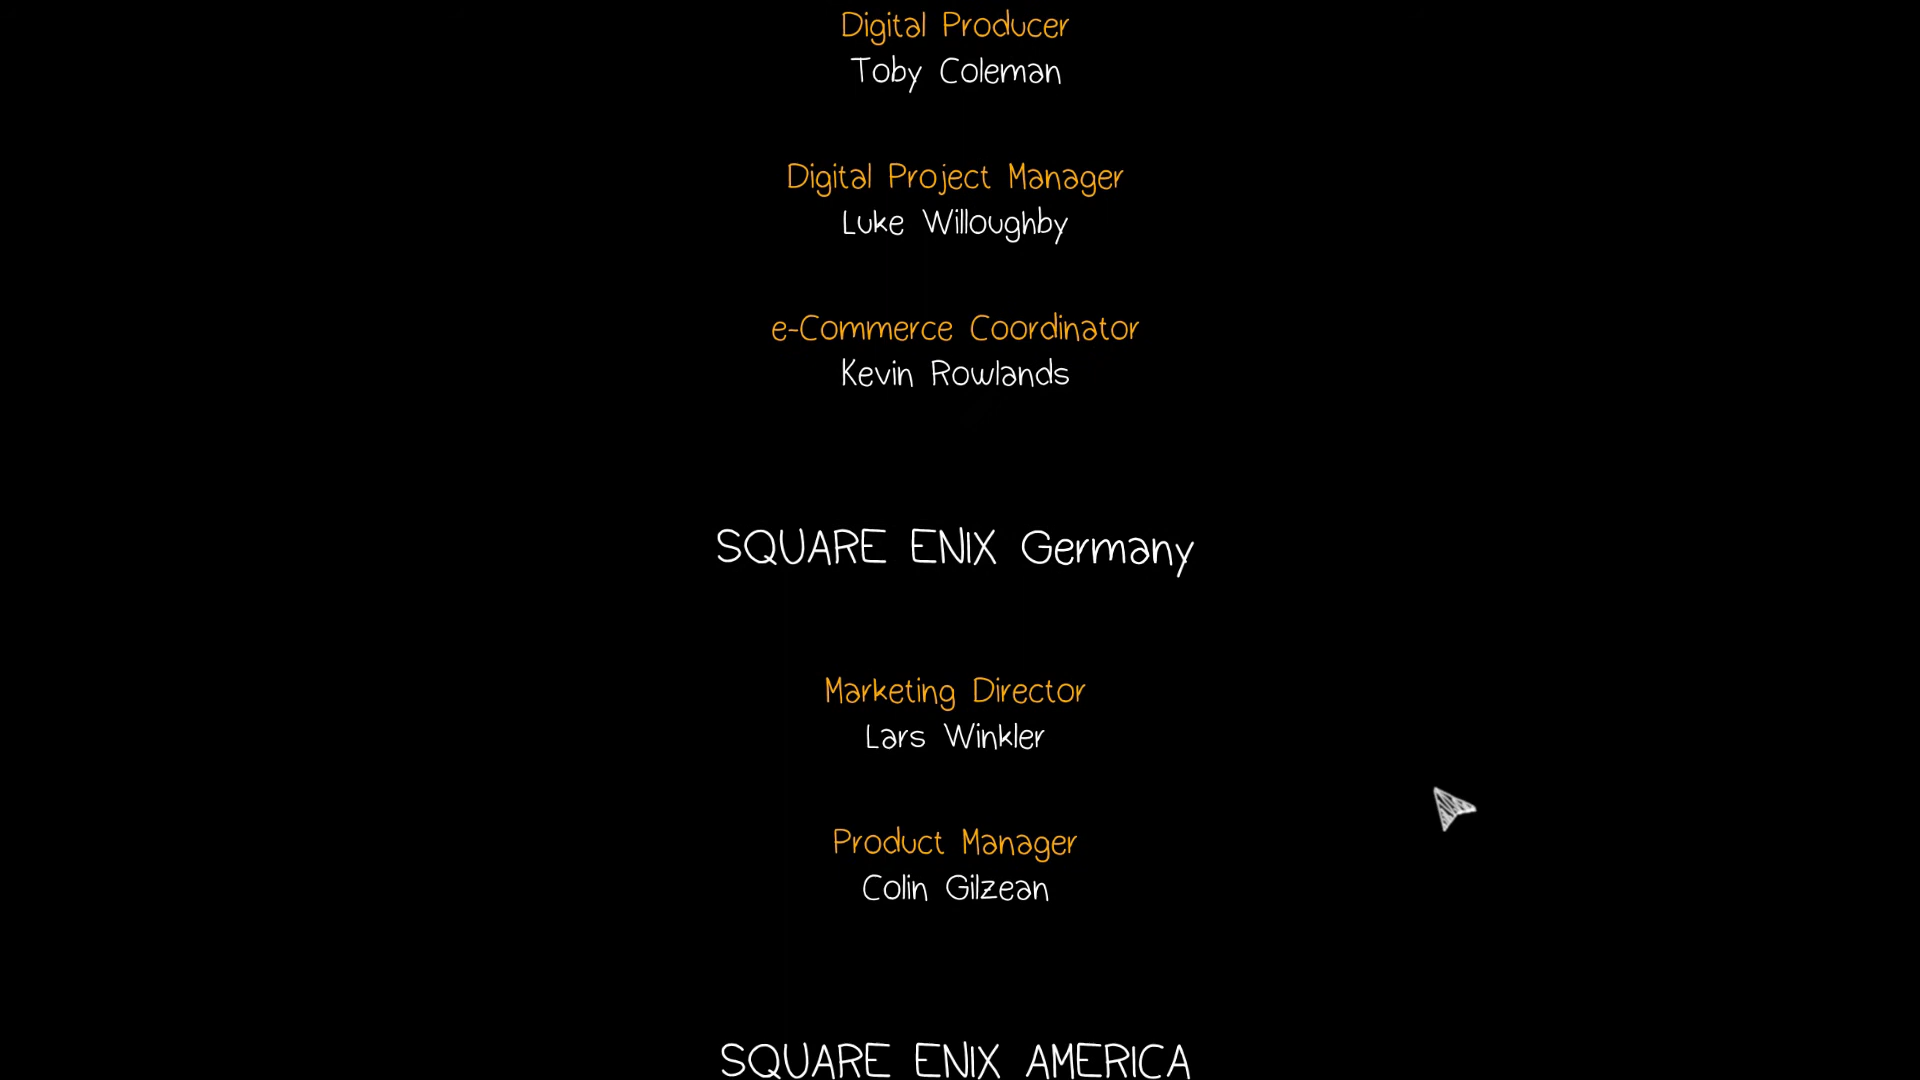 Digital Producer
Toby Coleman
Digital Project Manager
Luke Willoughby
e-Commerce Coordinator
Kevin Rowlands
SQUARE ENIX Germany
Marketing Director
Lars Winkler
Product Manager
Colin Gilzean
SQUARE ENIX AMERICA